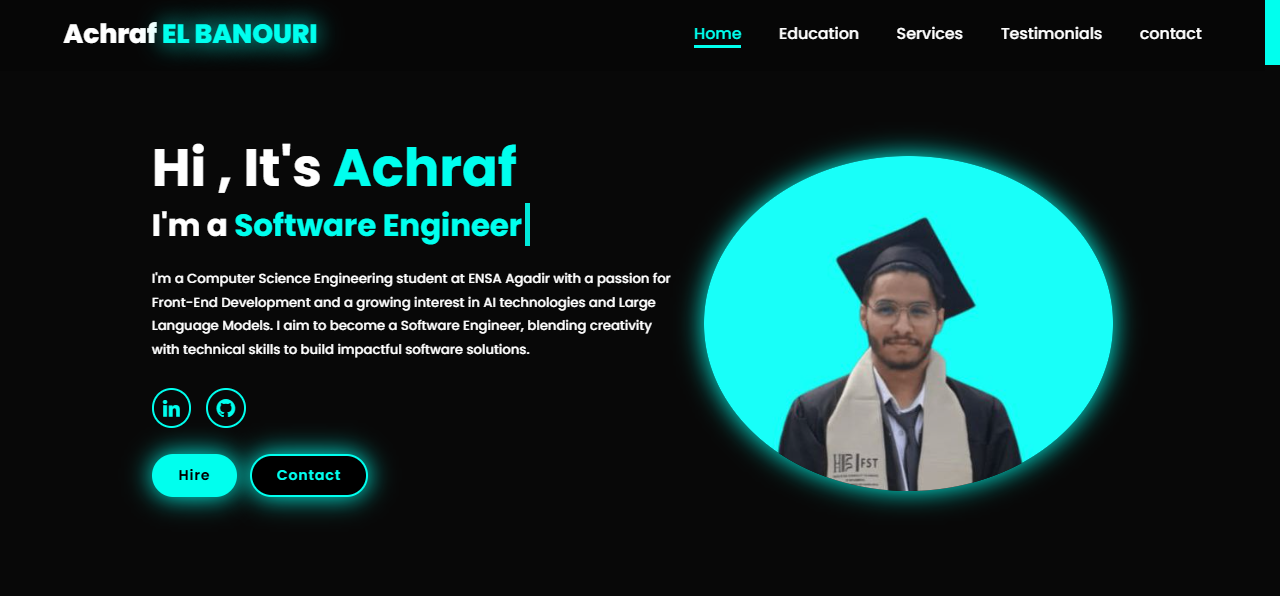 Achraf EL BANOURI
Home Education Services Testimonials contact
Hi , It's Achraf
I'm a Software Engineer
I'm a Computer Science Engineering student at ENSA Agadir with a passion for
Front-End Development and a growing interest in AI technologies and Large
Language Models. I aim to become a Software Engineer, blending creativity
with technical skills to build impactful software solutions.
in
Hire Contact
FST